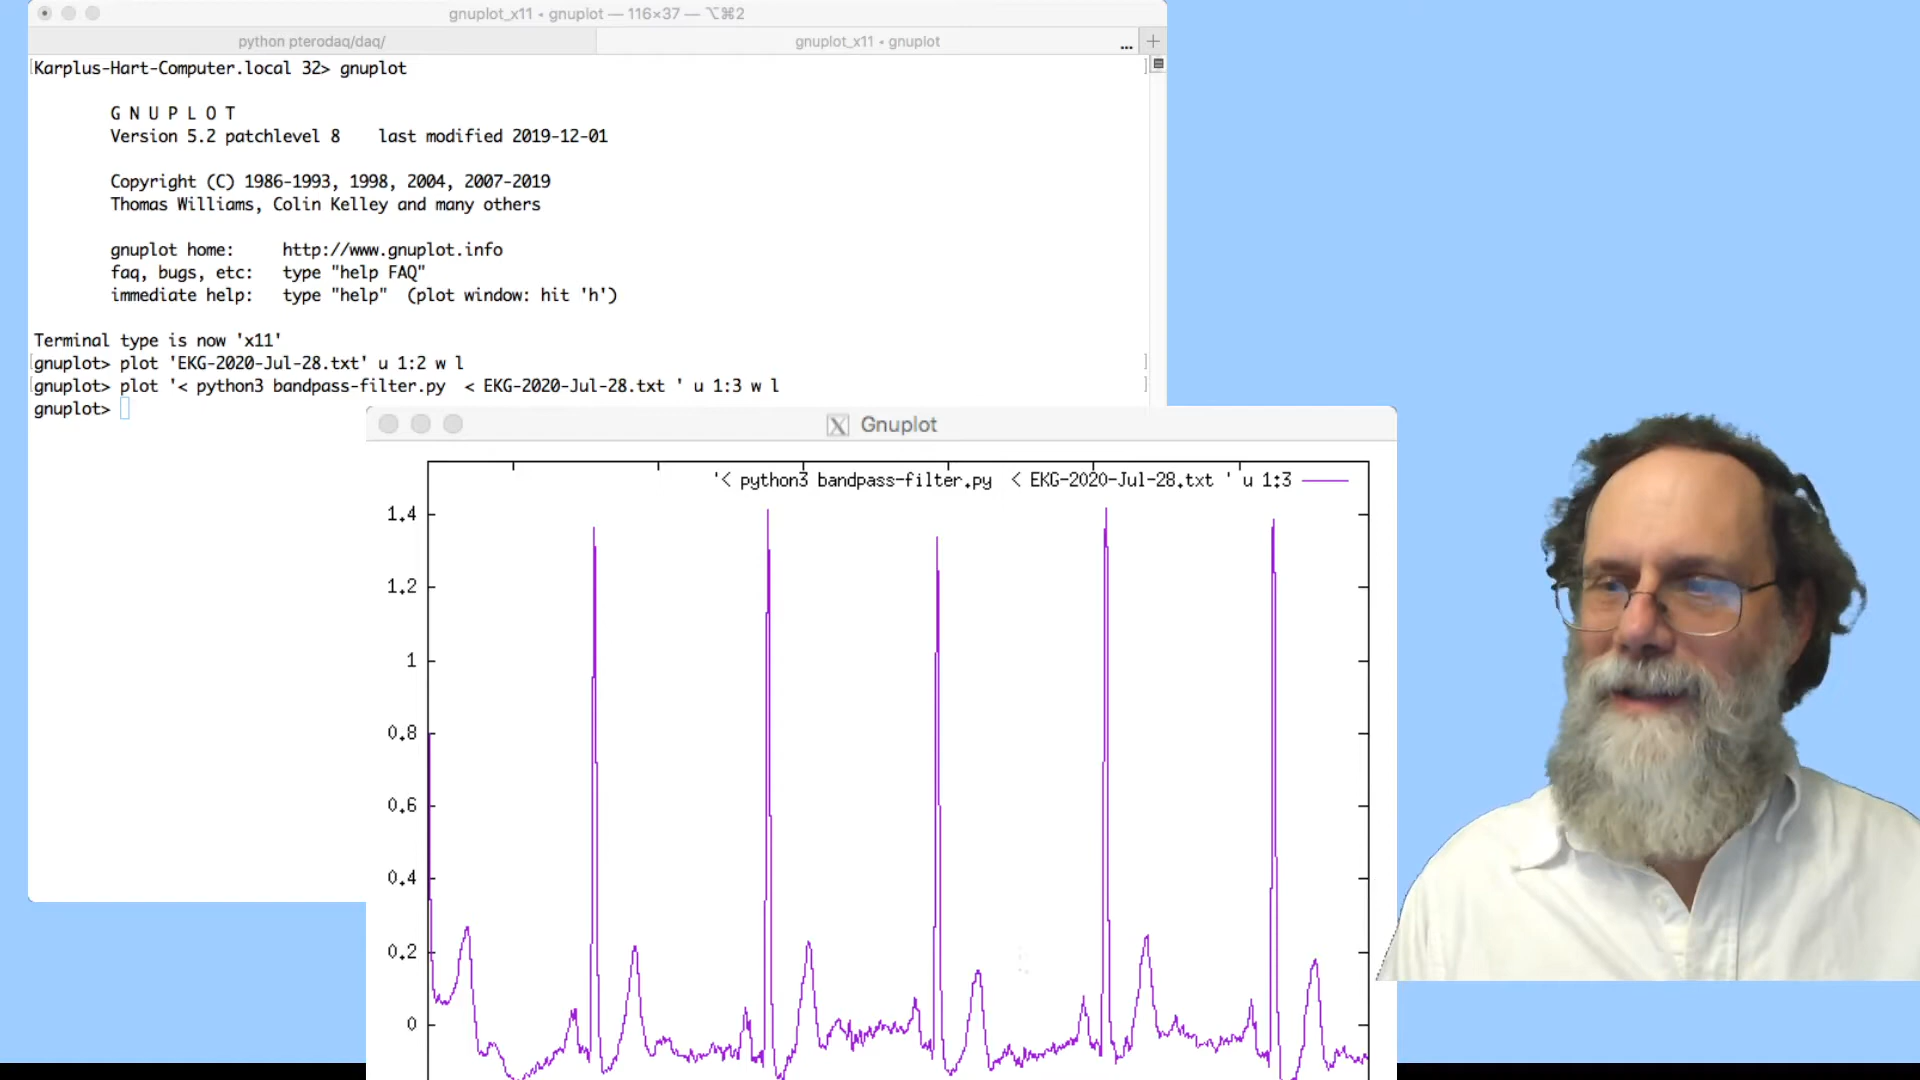 gnuplot_x11 • gnuplot — 116×37 — ⌥⌘2
python pterodaq/daq/
gnuplot_x11 • gnuplot
... +
[Karplus-Hart-Computer.local 32> gnuplot ]
G N U P L O T
Version 5.2 patchlevel 8    last modified 2019-12-01
Copyright (C) 1986-1993, 1998, 2004, 2007-2019
Thomas Williams, Colin Kelley and many others
gnuplot home:     http://www.gnuplot.info
faq, bugs, etc:   type "help FAQ"
immediate help:   type "help"  (plot window: hit 'h')
Terminal type is now 'x11'
[gnuplot> plot 'EKG-2020-Jul-28.txt' u 1:2 w l ]
[gnuplot> plot '< python3 bandpass-filter.py  < EKG-2020-Jul-28.txt ' u 1:3 w l ]
gnuplot>
X Gnuplot
'< python3 bandpass-filter.py  < EKG-2020-Jul-28.txt ' u 1:3
1.4
1.2
1
0.8
0.6
0.4
0.2
0